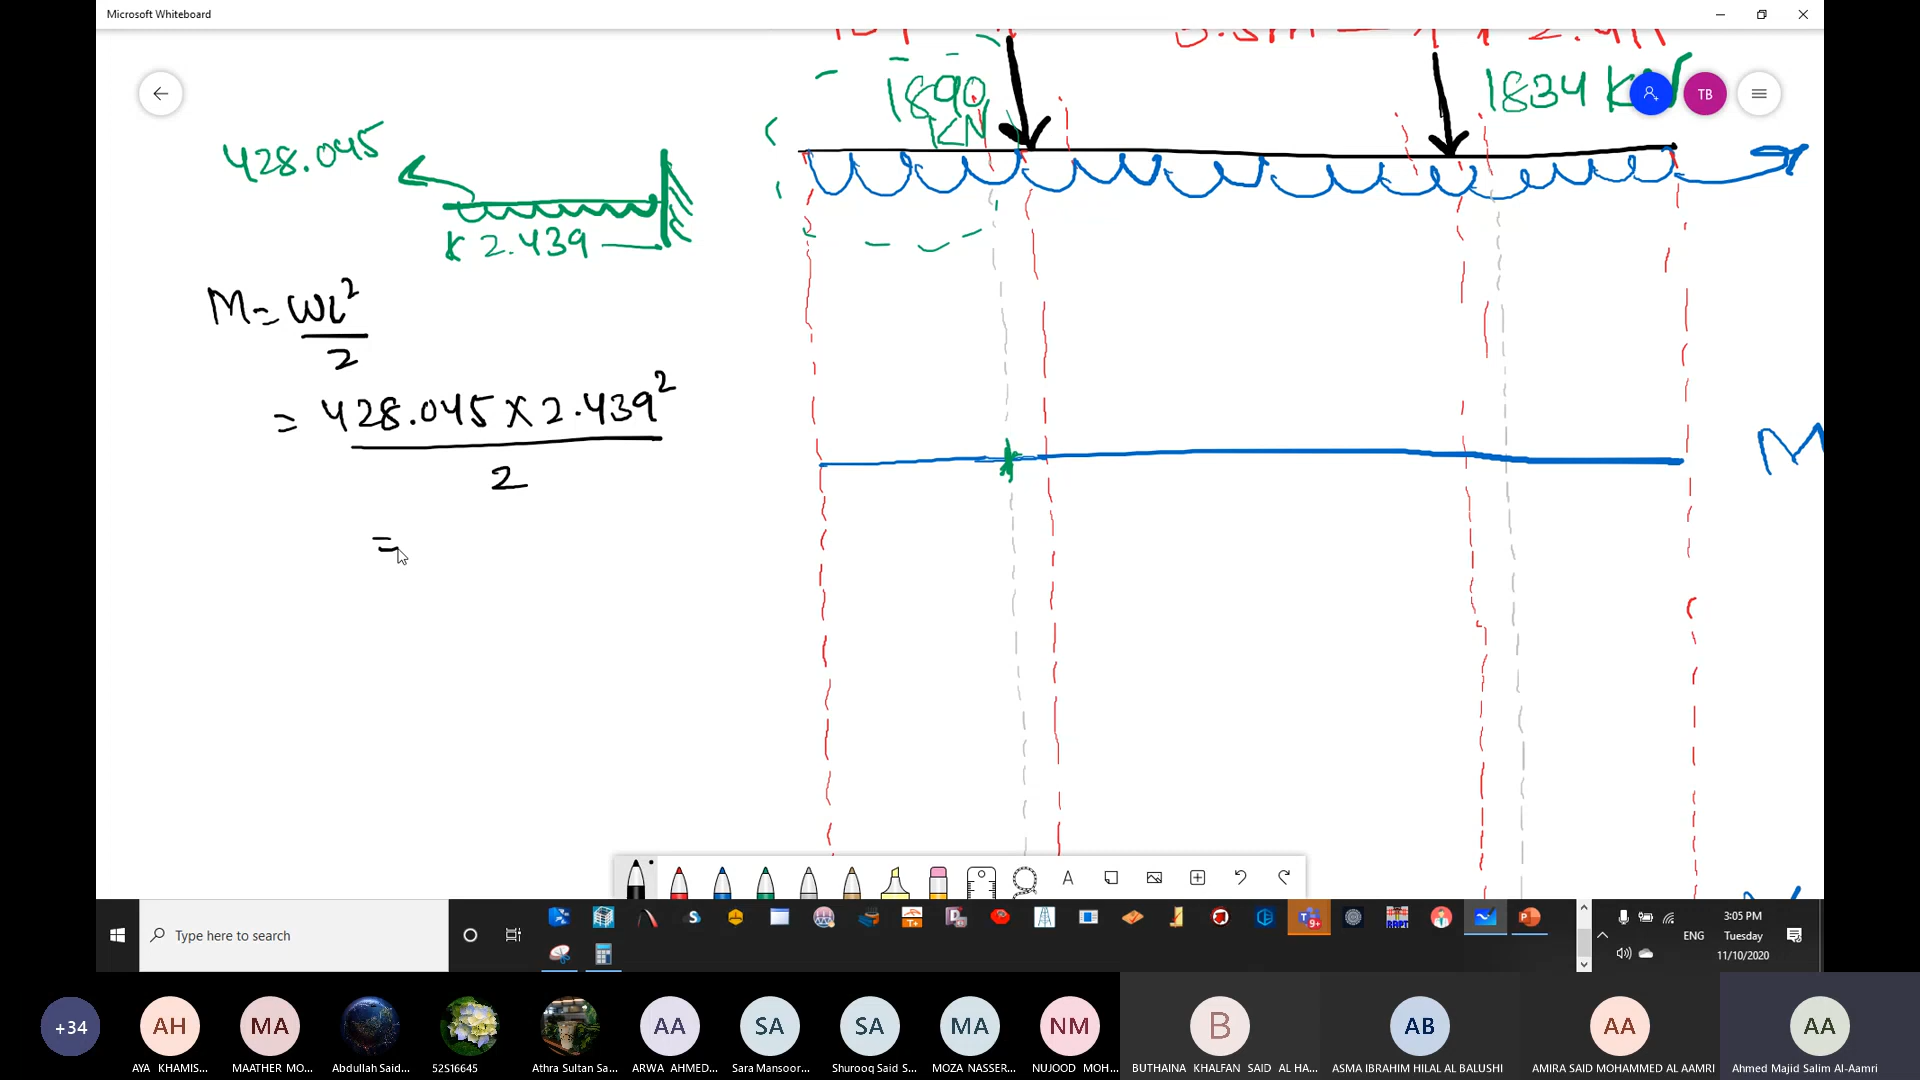 Microsoft Whiteboard
1890
KN
1834 KN
TB
428.045
2.439
M = WL²
2
= 428.045 X 2.439²
2
=
M
A
Type here to search
9+
ENG
3:05 PM
Tuesday
11/10/2020
+34
AH
MA
AA
SA
SA
MA
NM
B
AB
AA
AA
AYA KHAMIS...
MAATHER MO...
Abdullah Said...
52S16645
Athra Sultan Sa...
ARWA AHMED...
Sara Mansoor...
Shurooq Said S...
MOZA NASSER...
NUJOOD MOH...
BUTHAINA KHALFAN SAID AL HA...
ASMA IBRAHIM HILAL AL BALUSHI
AMIRA SAID MOHAMMED AL AAMRI
Ahmed Majid Salim Al-Aamri